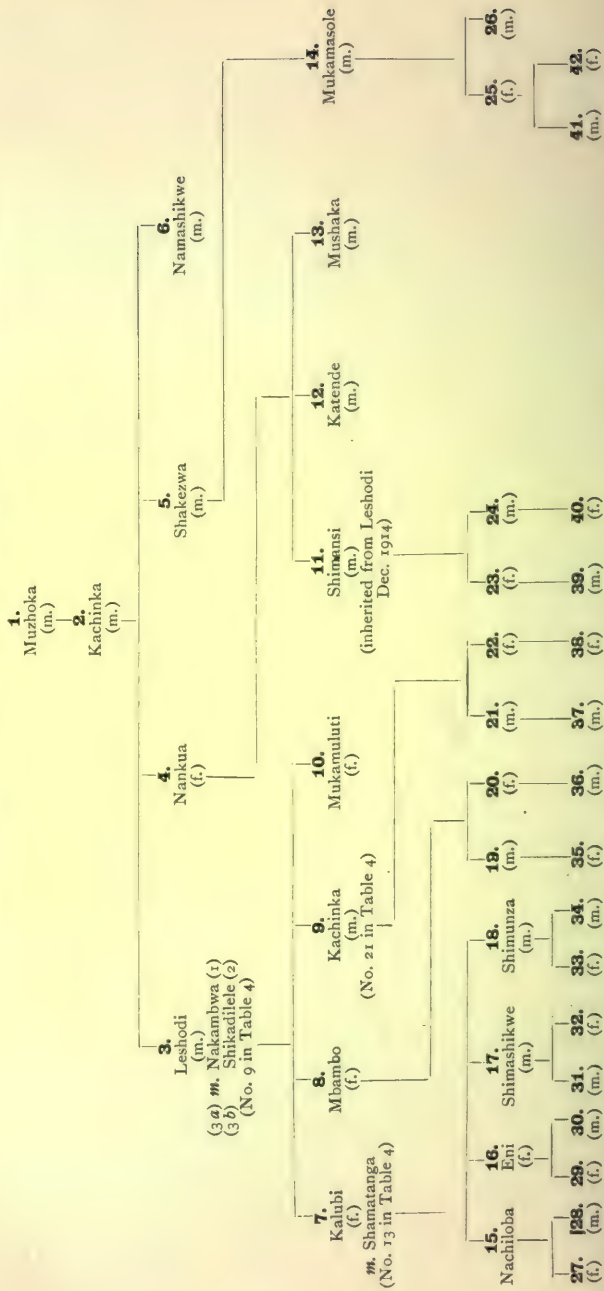 1.
Muzhoka
(m.)
2.
Kachinka
(m.)
3.
Leshodi
(m.)
(3 a) m. Nakambwa (1)
(3 b) Shikadilele (2)
(No. 9 in Table 4)
4.
Nankua
(f.)
5.
Shakezwa
(m.)
6.
Namashikwe
(m.)
7.
Kalubi
(f.)
m. Shamatanga
(No. 13 in Table 4)
8.
Mbambo
(f.)
9.
Kachinka
(m.)
(No. 21 in Table 4)
10.
Mukamuluti
(f.)
11.
Shimansi
(m.)
(inherited from Leshodi
Dec. 1914)
12.
Katende
(m.)
13.
Mushaka
(m.)
14.
Mukamasole
(m.)
15.
Nachiloba
16.
Eni
(f.)
17.
Shimashikwe
(m.)
18.
Shimunza
(m.)
19.
(m.)
20.
(f.)
21.
(m.)
22.
(f.)
23.
(f.)
24.
(m.)
25.
(f.)
26.
(m.)
27.
(f.)
28.
(m.)
29.
(f.)
30.
(m.)
31.
(m.)
32.
(f.)
33.
(f.)
34.
(m.)
35.
(f.)
36.
(m.)
37.
(m.)
38.
(f.)
39.
(m.)
40.
(f.)
41.
(m.)
42.
(f.)